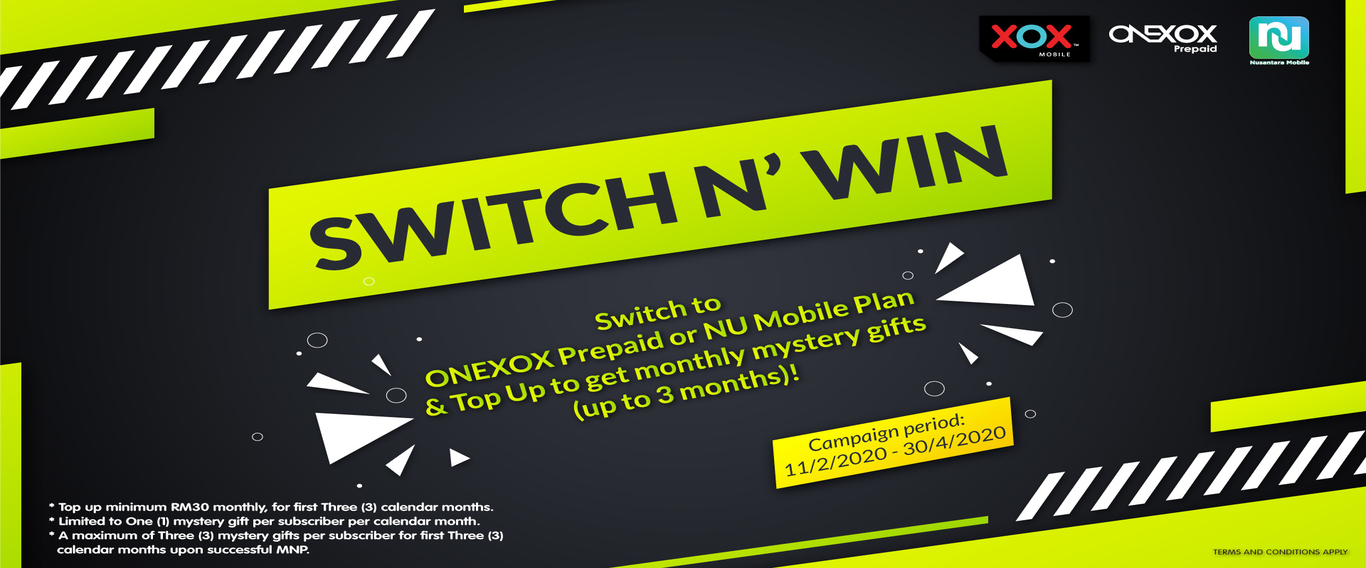 XOX
MOBILE
ONEXOX
Prepaid
nu
Nusantara Mobile
SWITCH N' WIN
Switch to
ONEXOX Prepaid or NU Mobile Plan
& Top Up to get monthly mystery gifts
(up to 3 months)!
Campaign period:
11/2/2020 - 30/4/2020
* Top up minimum RM30 monthly, for first Three (3) calendar months.
* Limited to One (1) mystery gift per subscriber per calendar month.
* A maximum of Three (3) mystery gifts per subscriber for first Three (3)
calendar months upon successful MNP.
TERMS AND CONDITIONS APPLY